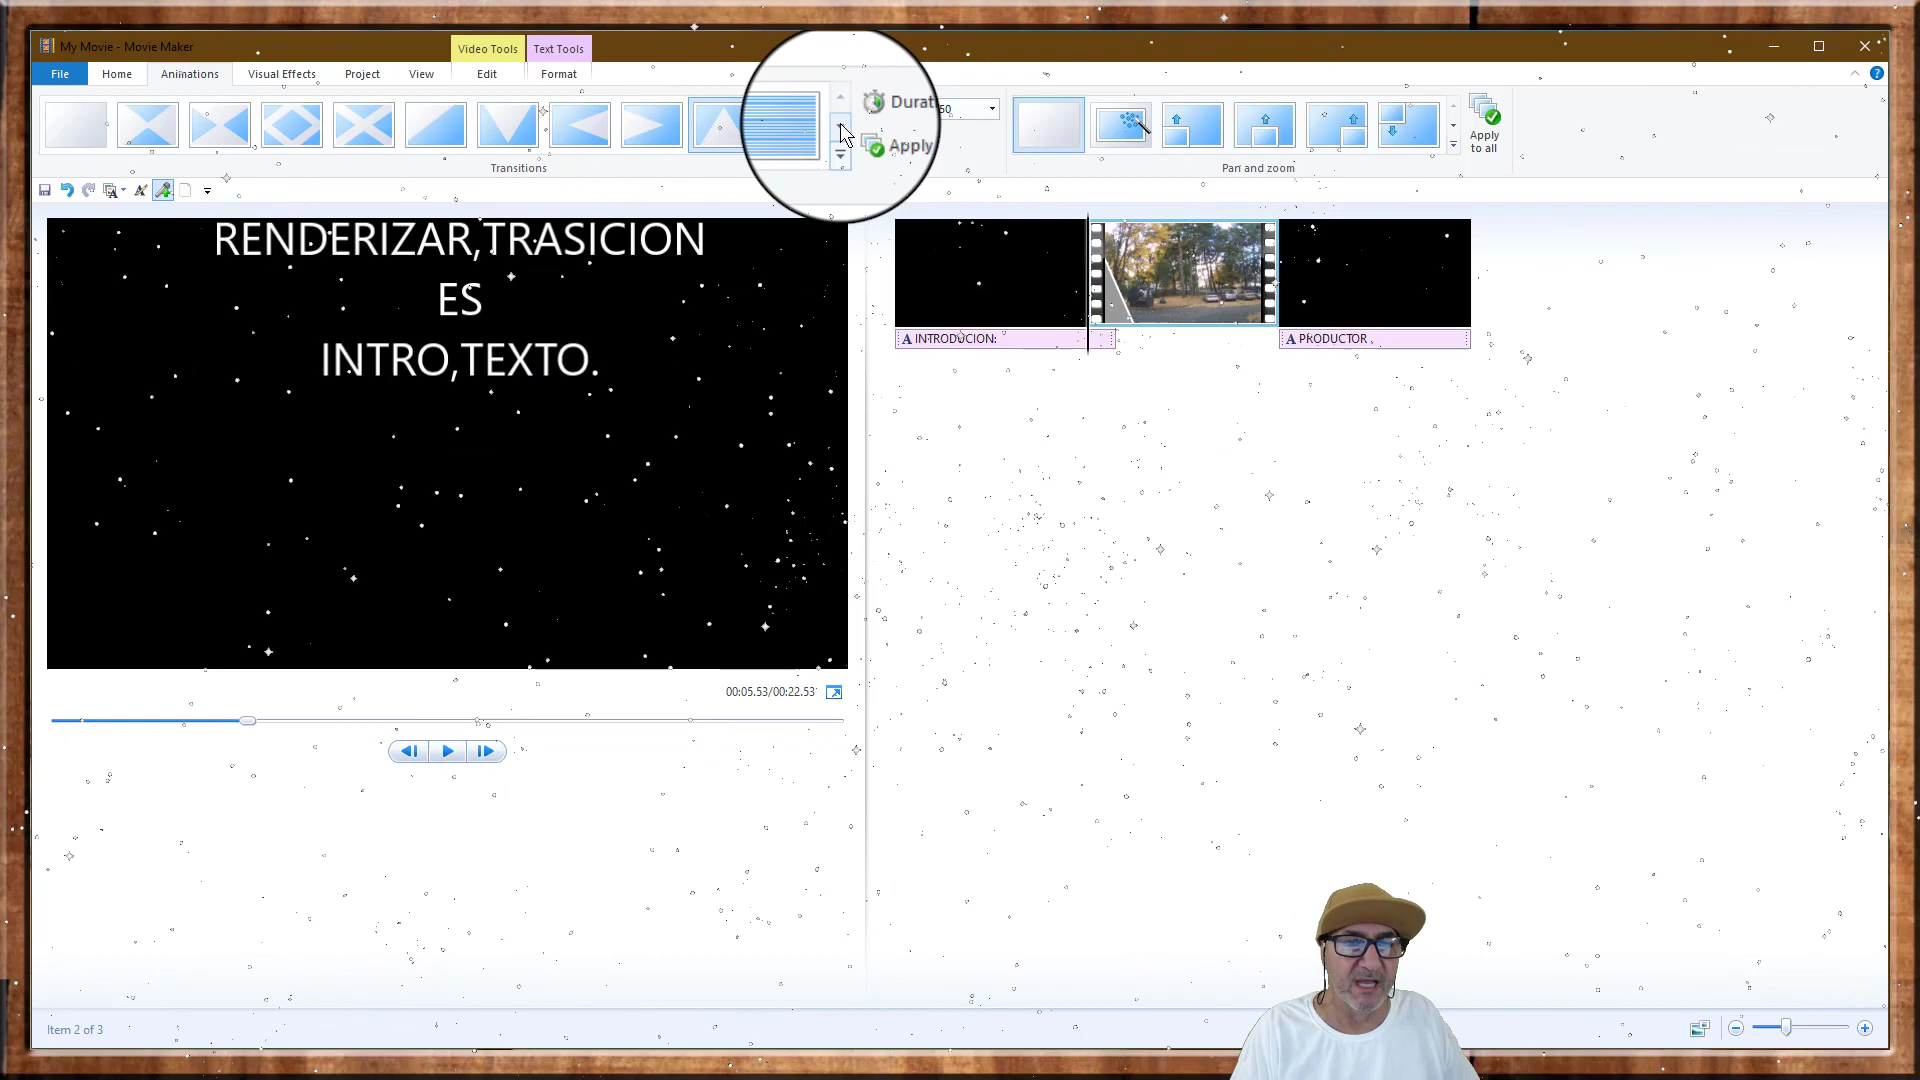 My Movie - Movie Maker
Video Tools
Text Tools
File
Home
Animations
Visual Effects
Project
View
Edit
Format
Apply
to all
Transitions
Pan and zoom
RENDERIZAR,TRASICION
ES
INTRO,TEXTO.
A INTRODUCION:
A PRODUCTOR .
00:05.53/00:22.53
Item 2 of 3